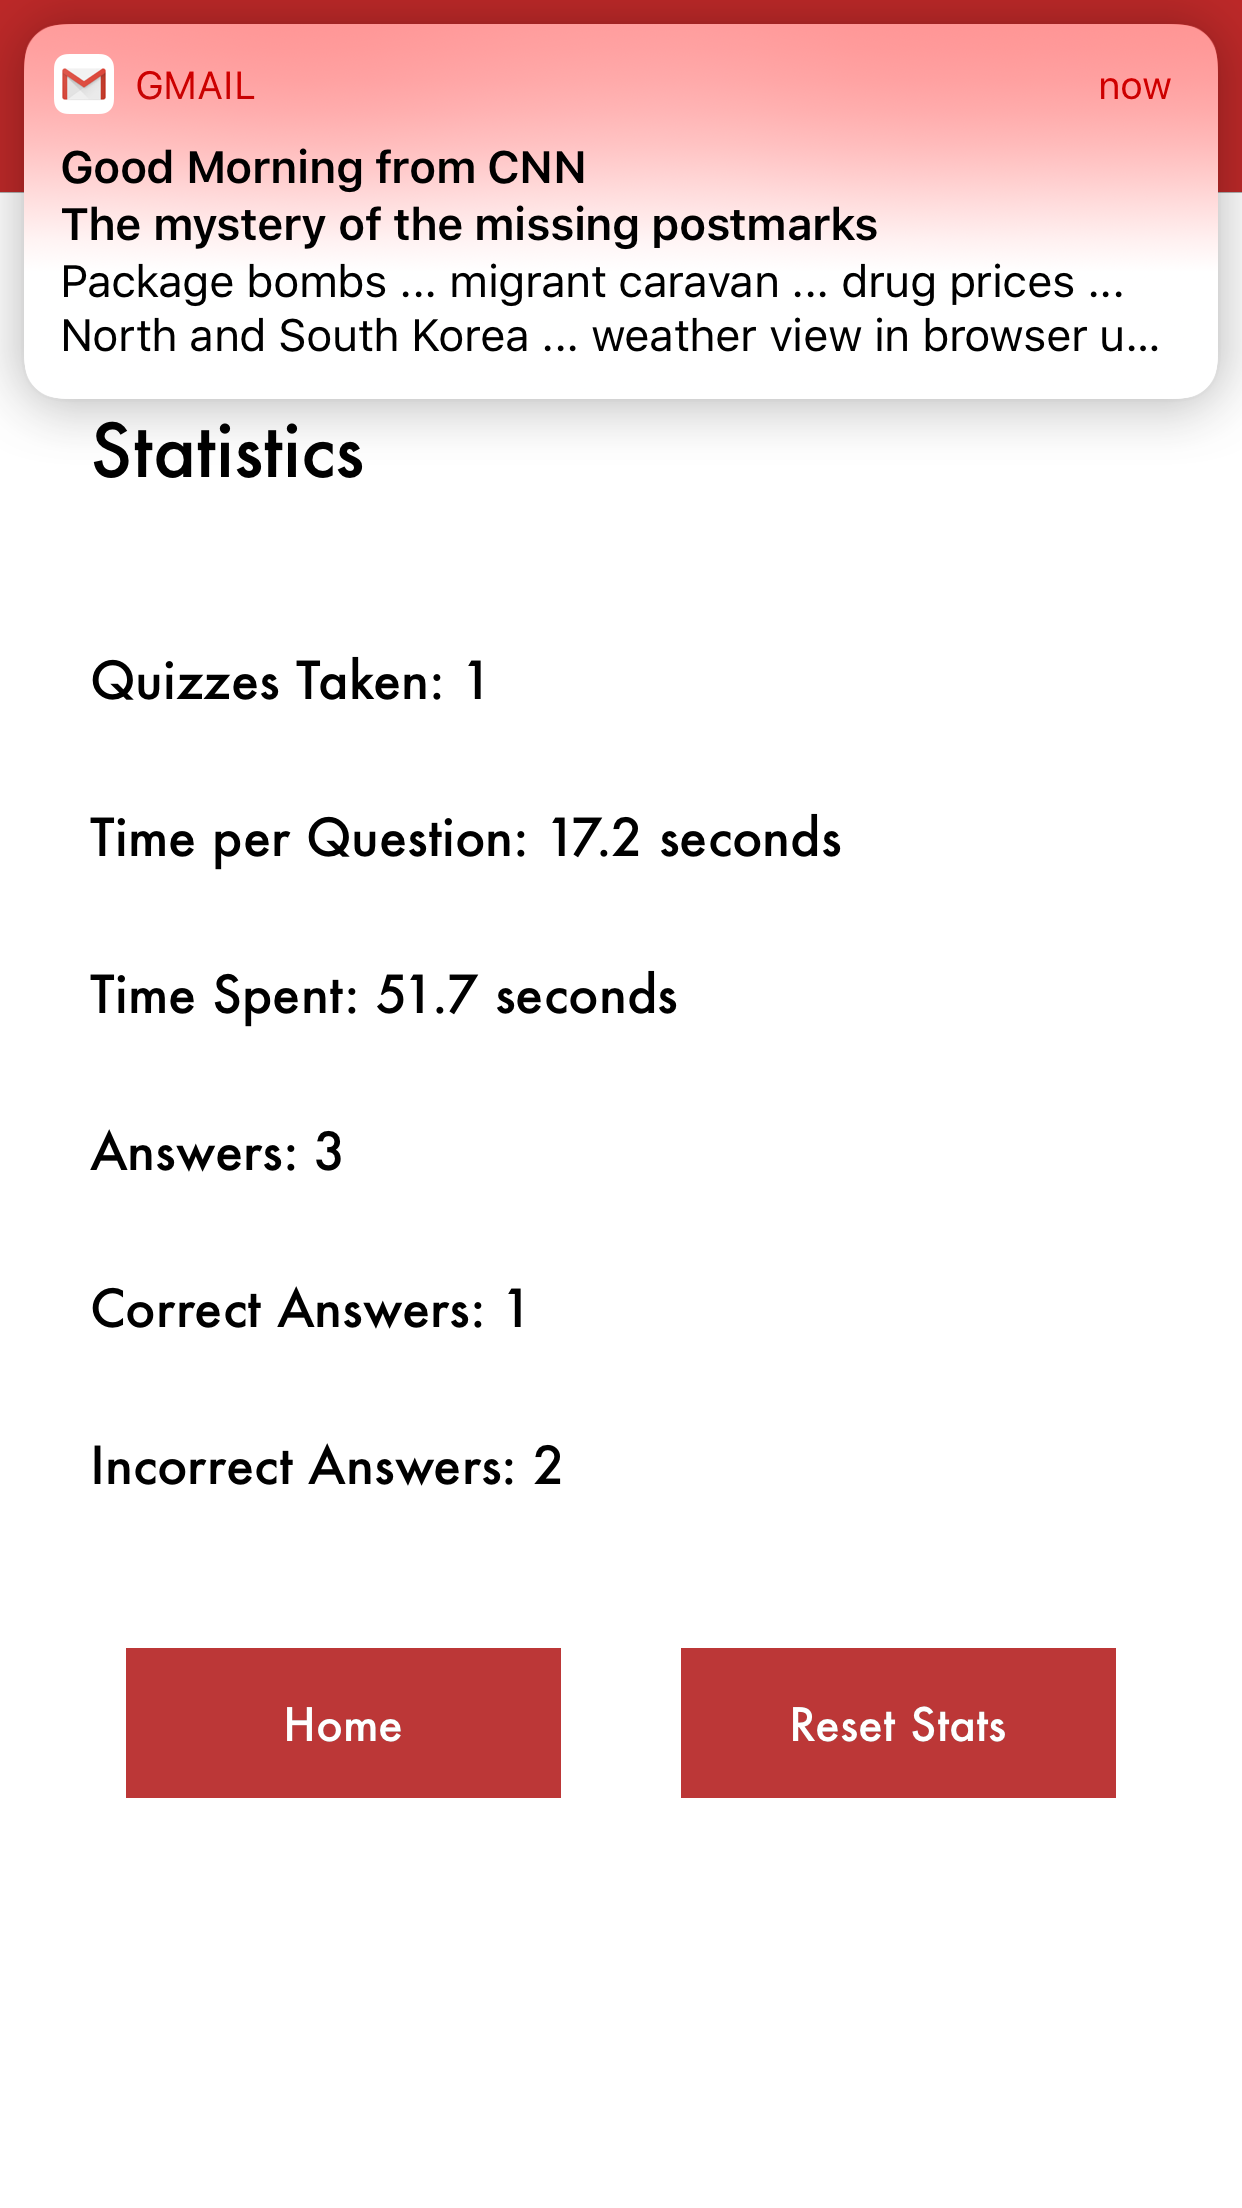 GMAIL
now
Good Morning from CNN
The mystery of the missing postmarks
Package bombs ... migrant caravan ... drug prices ...
North and South Korea ... weather view in browser u...
Statistics
Quizzes Taken: 1
Time per Question: 17.2 seconds
Time Spent: 51.7 seconds
Answers: 3
Correct Answers: 1
Incorrect Answers: 2
Home
Reset Stats